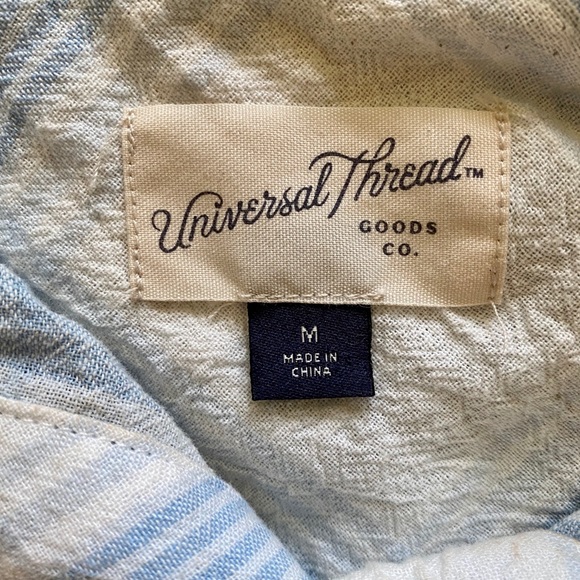 Universal Thread™
GOODS
CO.
M
MADE IN
CHINA